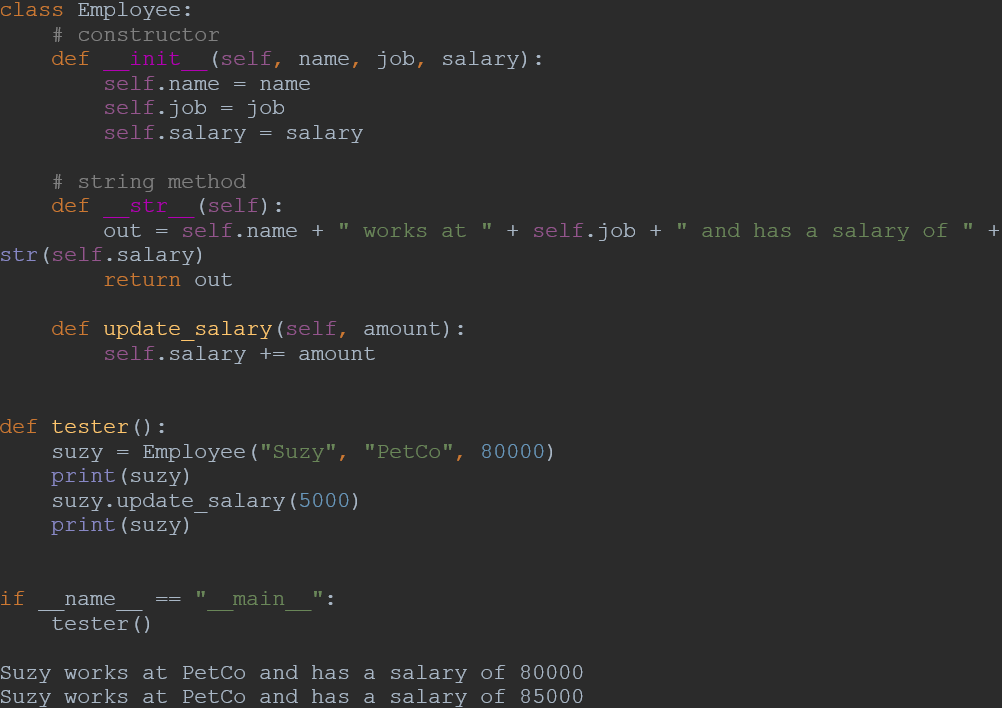 class Employee:
    # constructor
    def __init__(self, name, job, salary):
        self.name = name
        self.job = job
        self.salary = salary

    # string method
    def __str__(self):
        out = self.name + " works at " + self.job + " and has a salary of " +
str(self.salary)
        return out

    def update_salary(self, amount):
        self.salary += amount


def tester():
    suzy = Employee("Suzy", "PetCo", 80000)
    print(suzy)
    suzy.update_salary(5000)
    print(suzy)


if __name__ == "__main__":
    tester()

Suzy works at PetCo and has a salary of 80000
Suzy works at PetCo and has a salary of 85000